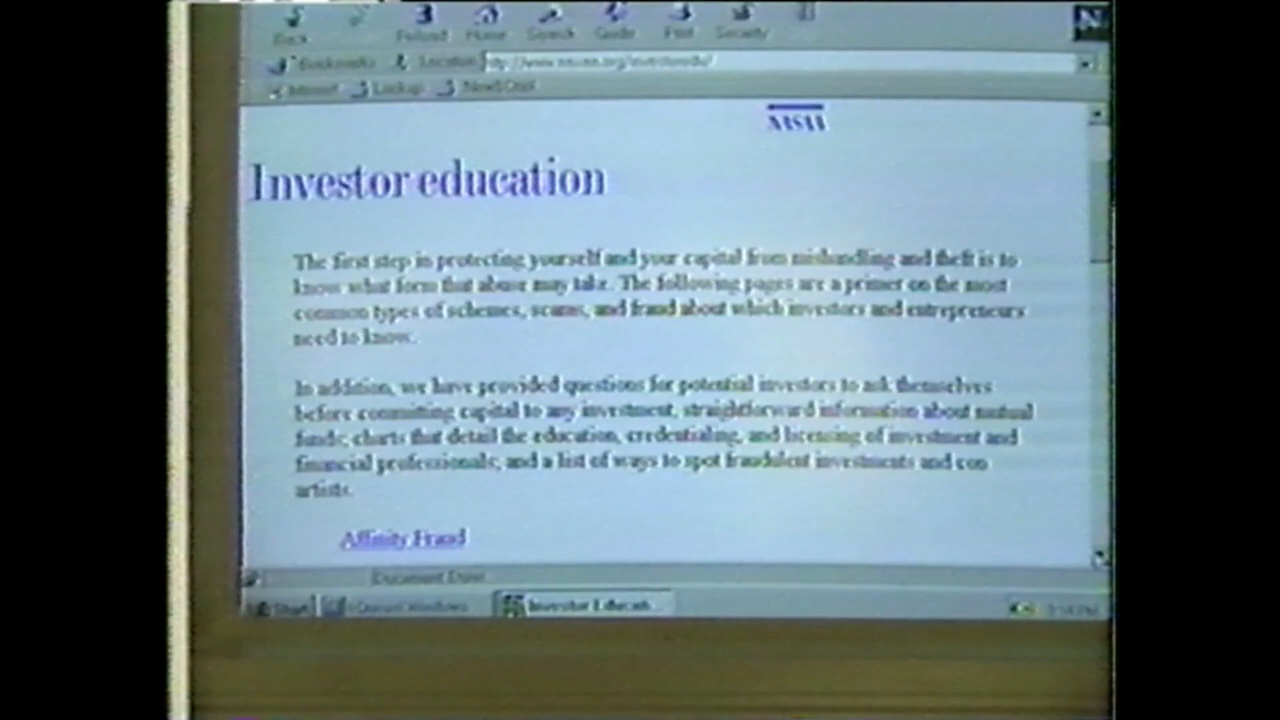 Back Reload Home Search Guide Print Security N
Bookmarks Location
Internet Lookup New&Cool
Investor education
The first step in protecting yourself and your capital from mishandling and theft is to
know what form that abuse may take. The following pages are a primer on the most
common types of schemes, scams, and fraud about which investors and entrepreneurs
need to know.
In addition, we have provided questions for potential investors to ask themselves
before committing capital to any investment; straightforward information about mutual
funds; charts that detail the education, credentialing, and licensing of investment and
financial professionals; and a list of ways to spot fraudulent investments and con
artists.
Affinity Fraud
Document Done
Start Investor Educati...